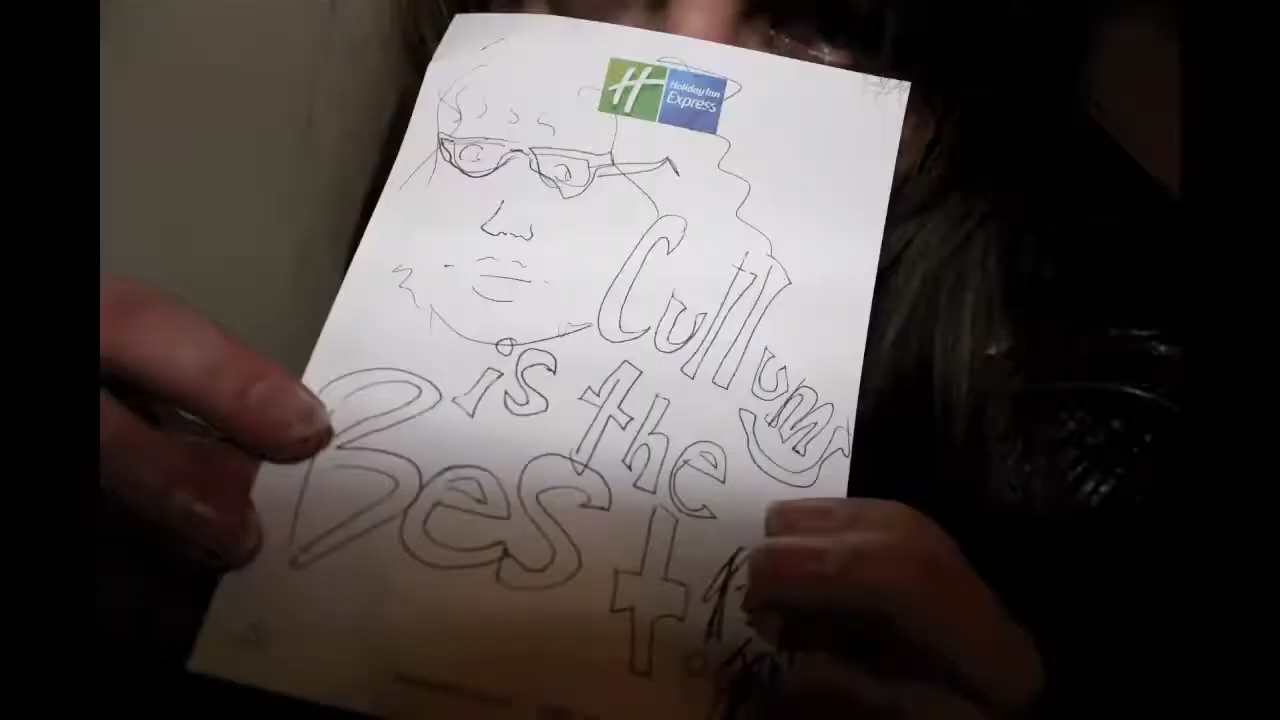 Holiday Inn
Express
Cullums
is the
Best